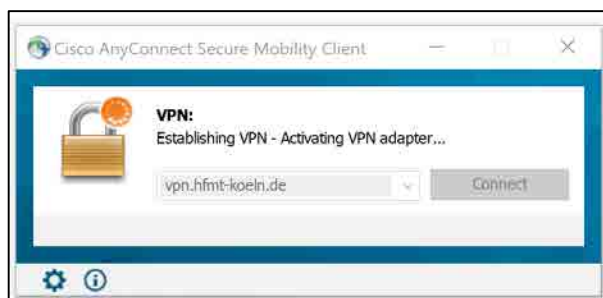 Cisco AnyConnect Secure Mobility Client
VPN:
Establishing VPN - Activating VPN adapter...
vpn.hfmt-koeln.de
Connect